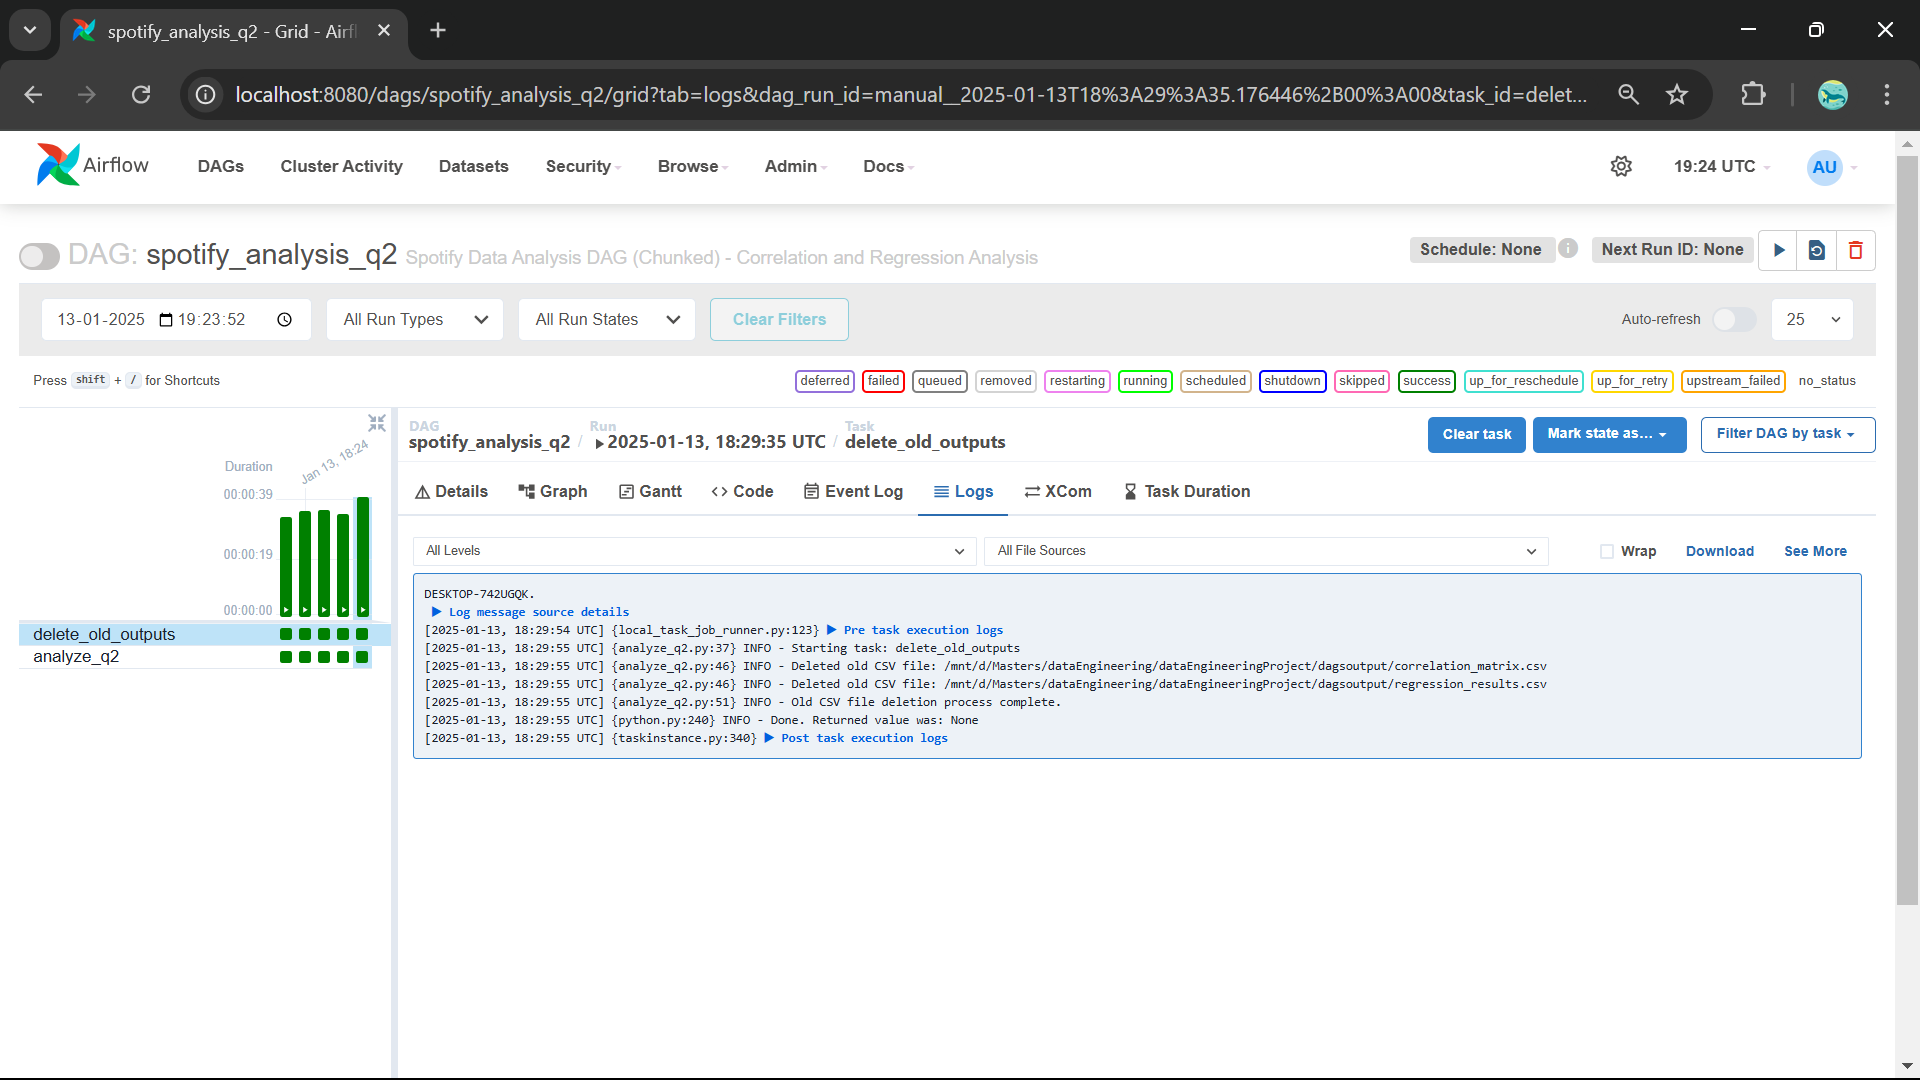 spotify_analysis_q2 - Grid - Airf
localhost:8080/dags/spotify_analysis_q2/grid?tab=logs&dag_run_id=manual__2025-01-13T18%3A29%3A35.176446%2B00%3A00&task_id=delet...
Airflow DAGs Cluster Activity Datasets Security Browse Admin Docs 19:24 UTC AU
DAG: spotify_analysis_q2 Spotify Data Analysis DAG (Chunked) - Correlation and Regression Analysis Schedule: None i Next Run ID: None
13-01-2025 19:23:52 All Run Types All Run States Clear Filters Auto-refresh 25
Press shift + / for Shortcuts deferred failed queued removed restarting running scheduled shutdown skipped success up_for_reschedule up_for_retry upstream_failed no_status
Jan 13, 18:24
Duration
00:00:39
00:00:19
00:00:00
delete_old_outputs
analyze_q2
DAG Run Task
spotify_analysis_q2 / 2025-01-13, 18:29:35 UTC / delete_old_outputs Clear task Mark state as... Filter DAG by task
Details Graph Gantt Code Event Log Logs XCom Task Duration
All Levels All File Sources Wrap Download See More
DESKTOP-742UGQK.
Log message source details
[2025-01-13, 18:29:54 UTC] {local_task_job_runner.py:123} Pre task execution logs
[2025-01-13, 18:29:55 UTC] {analyze_q2.py:37} INFO - Starting task: delete_old_outputs
[2025-01-13, 18:29:55 UTC] {analyze_q2.py:46} INFO - Deleted old CSV file: /mnt/d/Masters/dataEngineering/dataEngineeringProject/dagsoutput/correlation_matrix.csv
[2025-01-13, 18:29:55 UTC] {analyze_q2.py:46} INFO - Deleted old CSV file: /mnt/d/Masters/dataEngineering/dataEngineeringProject/dagsoutput/regression_results.csv
[2025-01-13, 18:29:55 UTC] {analyze_q2.py:51} INFO - Old CSV file deletion process complete.
[2025-01-13, 18:29:55 UTC] {python.py:240} INFO - Done. Returned value was: None
[2025-01-13, 18:29:55 UTC] {taskinstance.py:340} Post task execution logs